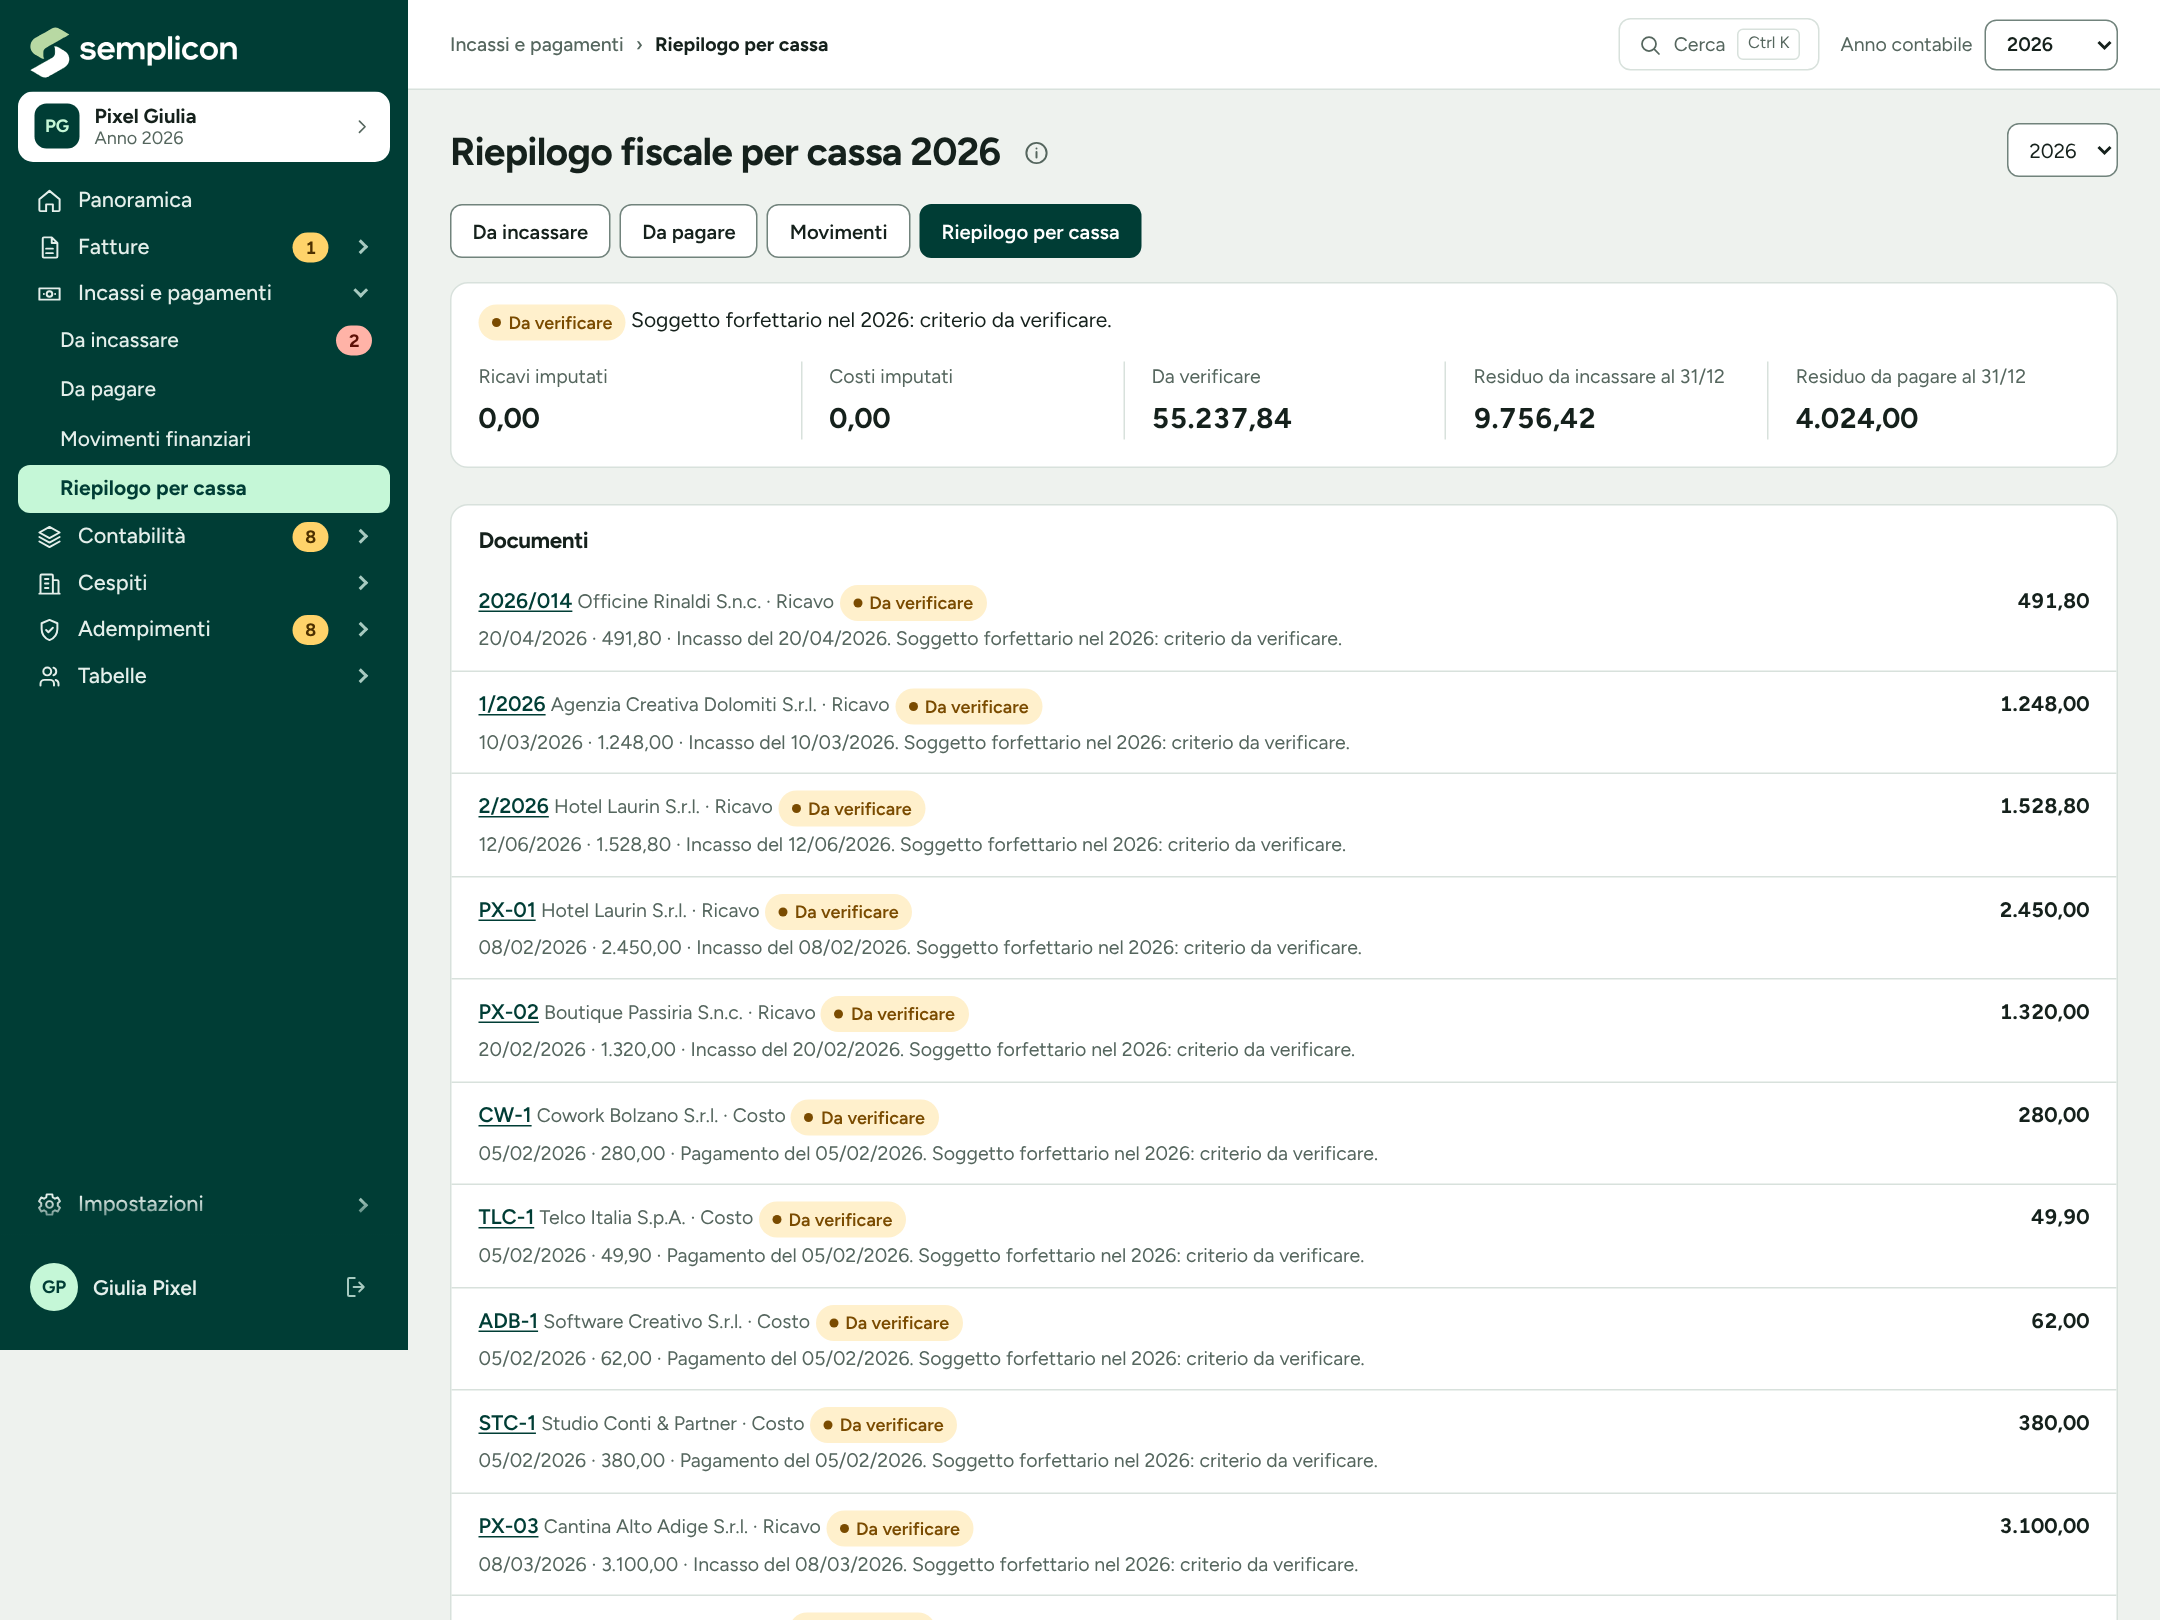 semplicon
PG
Pixel Giulia
Anno 2026
Panoramica
Fatture 1
Incassi e pagamenti
Da incassare 2
Da pagare
Movimenti finanziari
Riepilogo per cassa
Contabilità 8
Cespiti
Adempimenti 8
Tabelle
Impostazioni
GP Giulia Pixel
Incassi e pagamenti › Riepilogo per cassa
Cerca Ctrl K
Anno contabile 2026
Riepilogo fiscale per cassa 2026
2026
Da incassare Da pagare Movimenti Riepilogo per cassa
Da verificare Soggetto forfettario nel 2026: criterio da verificare.
Ricavi imputati
0,00
Costi imputati
0,00
Da verificare
55.237,84
Residuo da incassare al 31/12
9.756,42
Residuo da pagare al 31/12
4.024,00
Documenti
2026/014 Officine Rinaldi S.n.c. · Ricavo Da verificare 491,80
20/04/2026 · 491,80 · Incasso del 20/04/2026. Soggetto forfettario nel 2026: criterio da verificare.
1/2026 Agenzia Creativa Dolomiti S.r.l. · Ricavo Da verificare 1.248,00
10/03/2026 · 1.248,00 · Incasso del 10/03/2026. Soggetto forfettario nel 2026: criterio da verificare.
2/2026 Hotel Laurin S.r.l. · Ricavo Da verificare 1.528,80
12/06/2026 · 1.528,80 · Incasso del 12/06/2026. Soggetto forfettario nel 2026: criterio da verificare.
PX-01 Hotel Laurin S.r.l. · Ricavo Da verificare 2.450,00
08/02/2026 · 2.450,00 · Incasso del 08/02/2026. Soggetto forfettario nel 2026: criterio da verificare.
PX-02 Boutique Passiria S.n.c. · Ricavo Da verificare 1.320,00
20/02/2026 · 1.320,00 · Incasso del 20/02/2026. Soggetto forfettario nel 2026: criterio da verificare.
CW-1 Cowork Bolzano S.r.l. · Costo Da verificare 280,00
05/02/2026 · 280,00 · Pagamento del 05/02/2026. Soggetto forfettario nel 2026: criterio da verificare.
TLC-1 Telco Italia S.p.A. · Costo Da verificare 49,90
05/02/2026 · 49,90 · Pagamento del 05/02/2026. Soggetto forfettario nel 2026: criterio da verificare.
ADB-1 Software Creativo S.r.l. · Costo Da verificare 62,00
05/02/2026 · 62,00 · Pagamento del 05/02/2026. Soggetto forfettario nel 2026: criterio da verificare.
STC-1 Studio Conti & Partner · Costo Da verificare 380,00
05/02/2026 · 380,00 · Pagamento del 05/02/2026. Soggetto forfettario nel 2026: criterio da verificare.
PX-03 Cantina Alto Adige S.r.l. · Ricavo Da verificare 3.100,00
08/03/2026 · 3.100,00 · Incasso del 08/03/2026. Soggetto forfettario nel 2026: criterio da verificare.